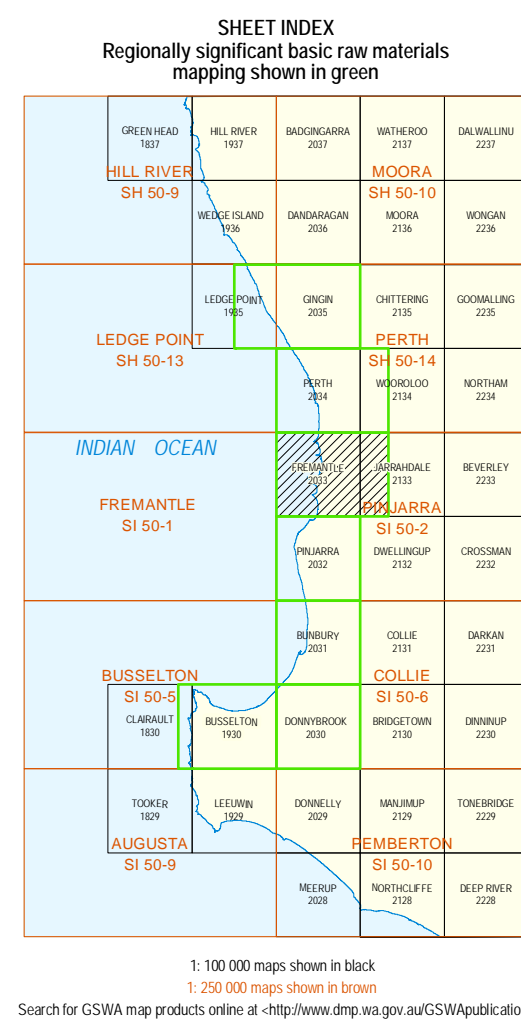 SHEET INDEX
Regionally significant basic raw materials
mapping shown in green
GREEN HEAD
1837
HILL RIVER
1937
BADGINGARRA
2037
WATHEROO
2137
DALWALLINU
2237
HILL RIVER
SH 50-9
MOORA
SH 50-10
WEDGE ISLAND
1936
DANDARAGAN
2036
MOORA
2136
WONGAN
2236
LEDGE POINT
1935
GINGIN
2035
CHITTERING
2135
GOOMALLING
2235
LEDGE POINT
SH 50-13
PERTH
SH 50-14
PERTH
2034
WOOROLOO
2134
NORTHAM
2234
INDIAN OCEAN
FREMANTLE
2033
JARRAHDALE
2133
BEVERLEY
2233
FREMANTLE
SI 50-1
PINJARRA
SI 50-2
PINJARRA
2032
DWELLINGUP
2132
CROSSMAN
2232
BUNBURY
2031
COLLIE
2131
DARKAN
2231
BUSSELTON
SI 50-5
COLLIE
SI 50-6
CLAIRAULT
1830
BUSSELTON
1930
DONNYBROOK
2030
BRIDGETOWN
2130
DINNINUP
2230
TOOKER
1829
LEEUWIN
1929
DONNELLY
2029
MANJIMUP
2129
TONEBRIDGE
2229
AUGUSTA
SI 50-9
PEMBERTON
SI 50-10
MEERUP
2028
NORTHCLIFFE
2128
DEEP RIVER
2228
1: 100 000 maps shown in black
1: 250 000 maps shown in brown
Search for GSWA map products online at <http://www.dmp.wa.gov.au/GSWApublicatio